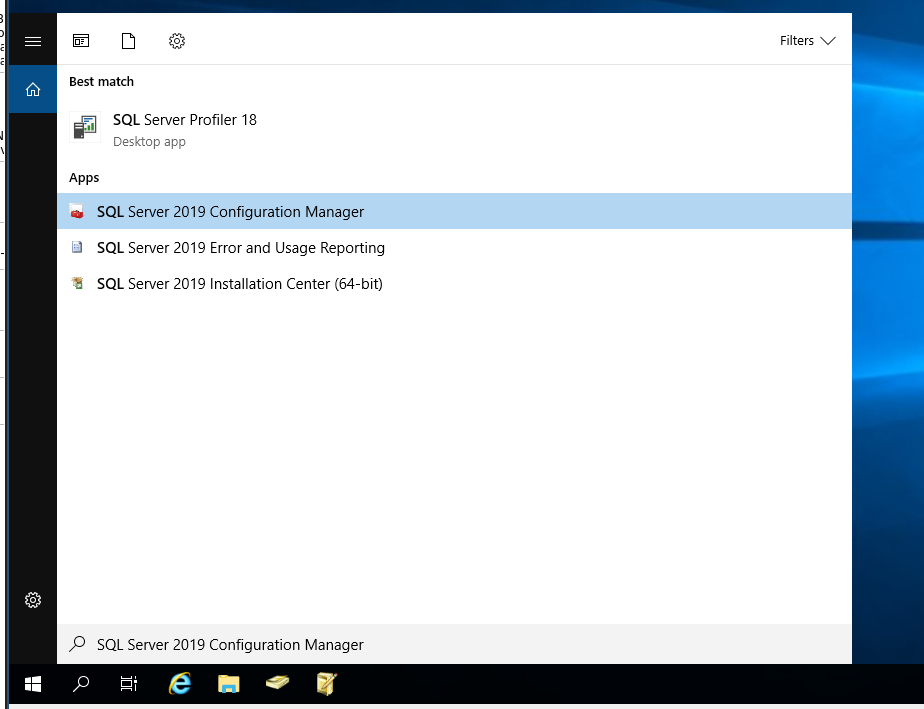 Filters
Best match
SQL Server Profiler 18
Desktop app
Apps
SQL Server 2019 Configuration Manager
SQL Server 2019 Error and Usage Reporting
SQL Server 2019 Installation Center (64-bit)
SQL Server 2019 Configuration Manager